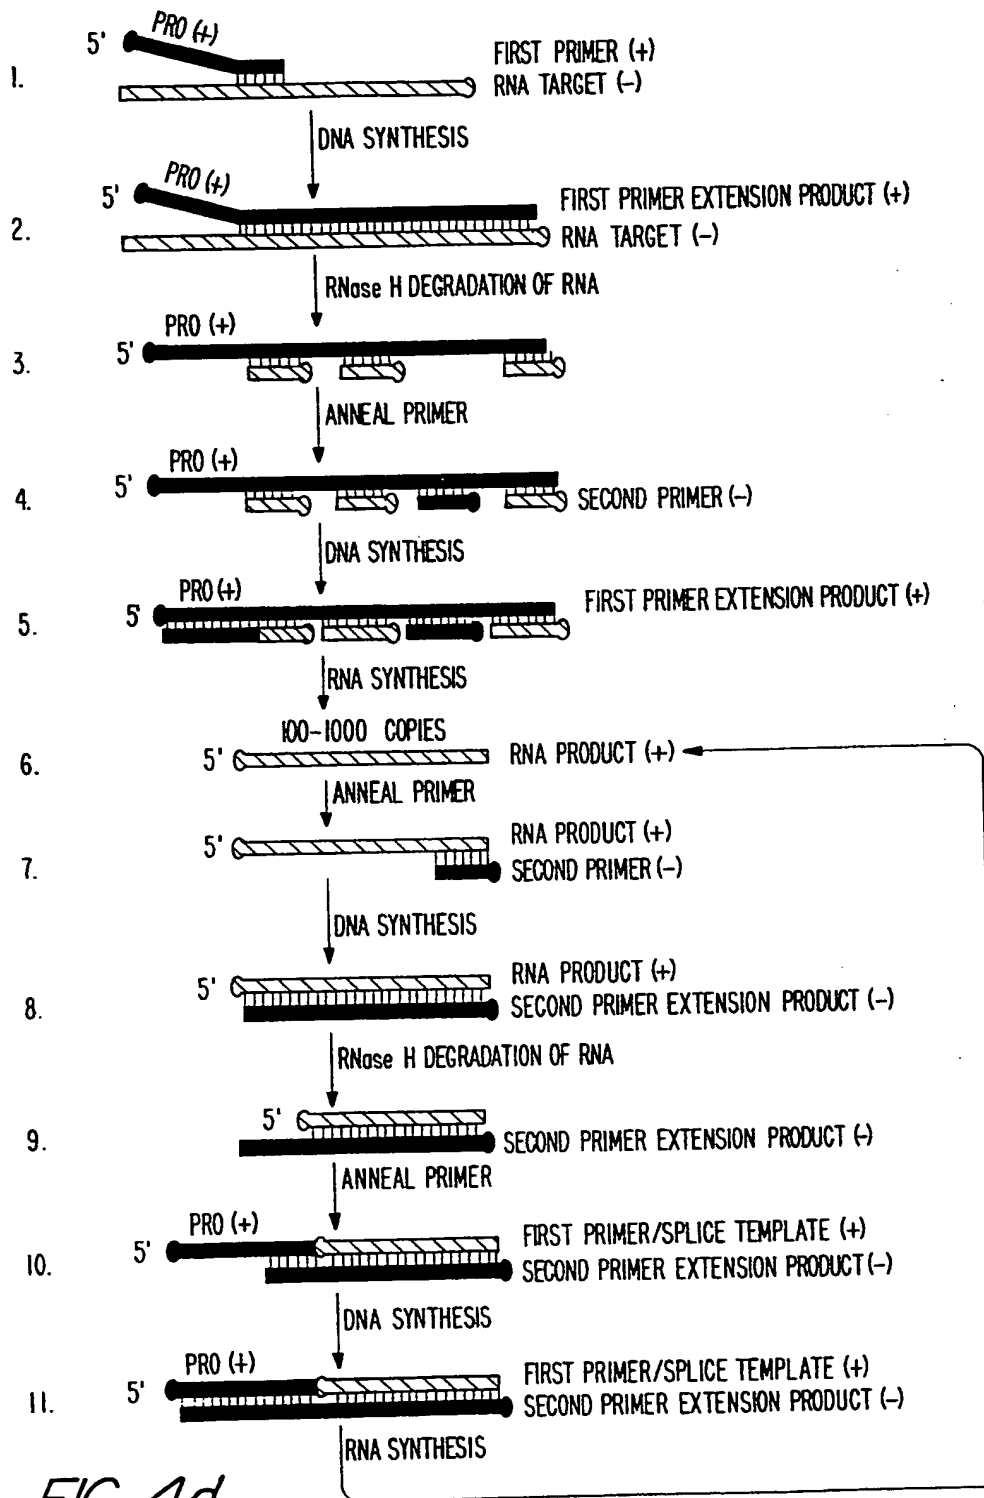 5' PRO (+)
FIRST PRIMER (+)
1. RNA TARGET (-)
DNA SYNTHESIS
5' PRO (+)
FIRST PRIMER EXTENSION PRODUCT (+)
2. RNA TARGET (-)
RNase H DEGRADATION OF RNA
PRO (+)
5'
3.
ANNEAL PRIMER
PRO (+)
5'
4. SECOND PRIMER (-)
DNA SYNTHESIS
PRO (+)
5' FIRST PRIMER EXTENSION PRODUCT (+)
5.
RNA SYNTHESIS
100-1000 COPIES
6. 5' RNA PRODUCT (+)
ANNEAL PRIMER
5' RNA PRODUCT (+)
7. SECOND PRIMER (-)
DNA SYNTHESIS
5' RNA PRODUCT (+)
8. SECOND PRIMER EXTENSION PRODUCT (-)
RNase H DEGRADATION OF RNA
5'
9. SECOND PRIMER EXTENSION PRODUCT (-)
ANNEAL PRIMER
PRO (+)
5' FIRST PRIMER/SPLICE TEMPLATE (+)
10. SECOND PRIMER EXTENSION PRODUCT (-)
DNA SYNTHESIS
PRO (+)
5' FIRST PRIMER/SPLICE TEMPLATE (+)
11. SECOND PRIMER EXTENSION PRODUCT (-)
RNA SYNTHESIS
FIG. 4d